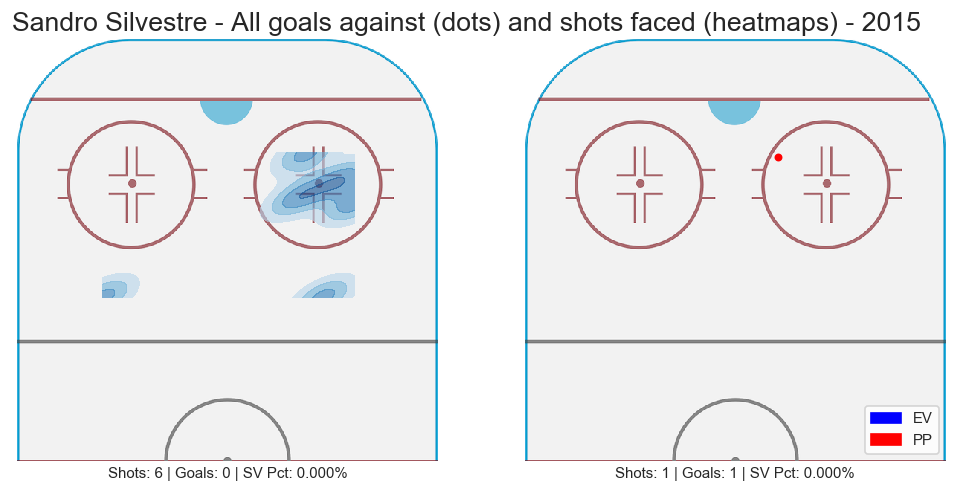 Sandro Silvestre - All goals against (dots) and shots faced (heatmaps) - 2015
EV
PP
Shots: 6 | Goals: 0 | SV Pct: 0.000%
Shots: 1 | Goals: 1 | SV Pct: 0.000%